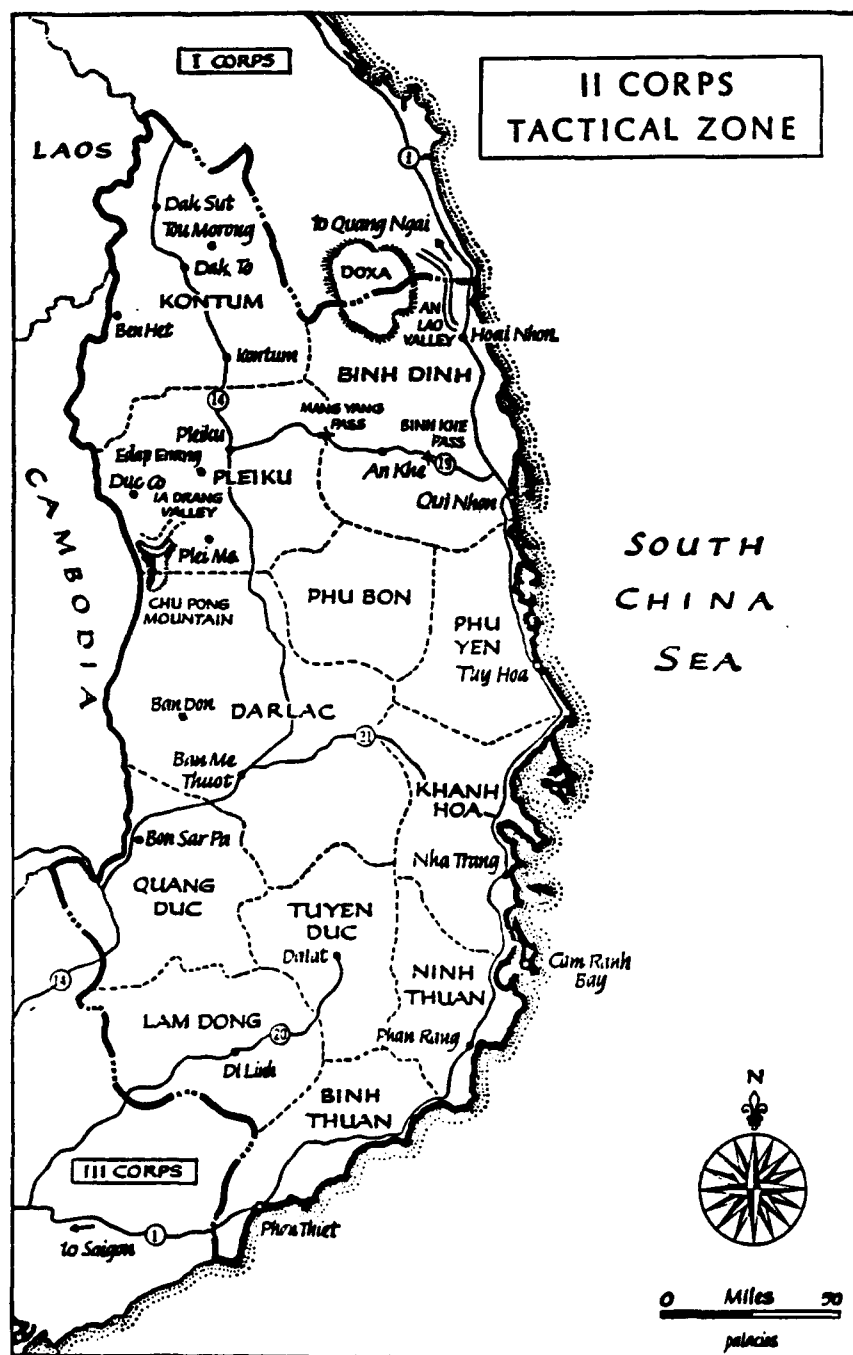 I CORPS
II CORPS
TACTICAL ZONE
LAOS
1
Dak Sut
Tou Morong
to Quang Ngai
Dak To
DOXA
KONTUM
AN LAO
VALLEY
Ben Het
Hoai Nhon
Kontum
BINH DINH
14
MANG YANG
PASS
BINH KHE
PASS
Pleiku
Edap Enang
PLEIKU
An Khe
19
Duc Co
IA DRANG
VALLEY
Qui Nhon
CAMBODIA
Plei Me
SOUTH
CHINA
SEA
CHU PONG
MOUNTAIN
PHU BON
PHU
YEN
Tuy Hoa
Ban Don
DARLAC
21
Ban Me
Thuot
KHANH
HOA
Bon Sar Pa
Nha Trang
QUANG
DUC
TUYEN
DUC
Dalat
Cam Ranh
Bay
14
NINH
THUAN
LAM DONG
20
Phan Rang
Di Linh
BINH
THUAN
N
III CORPS
1
to Saigon
Phan Thiet
0 Miles 50
palacios